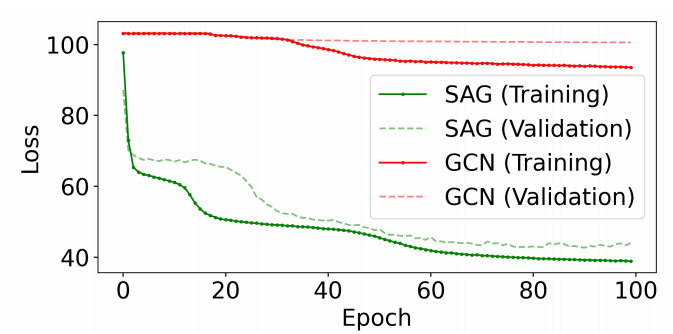 100
80
60
40
Loss
0 20 40 60 80 100
Epoch
SAG (Training)
SAG (Validation)
GCN (Training)
GCN (Validation)